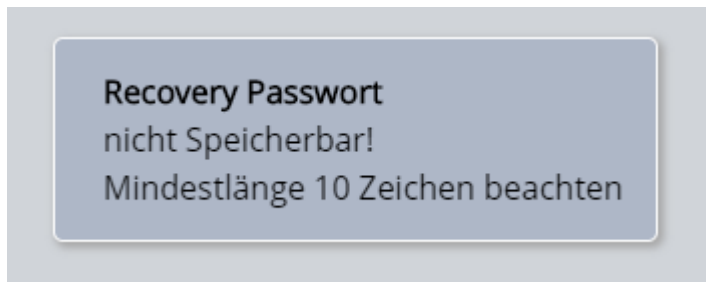 Recovery Passwort
nicht Speicherbar!
Mindestlänge 10 Zeichen beachten